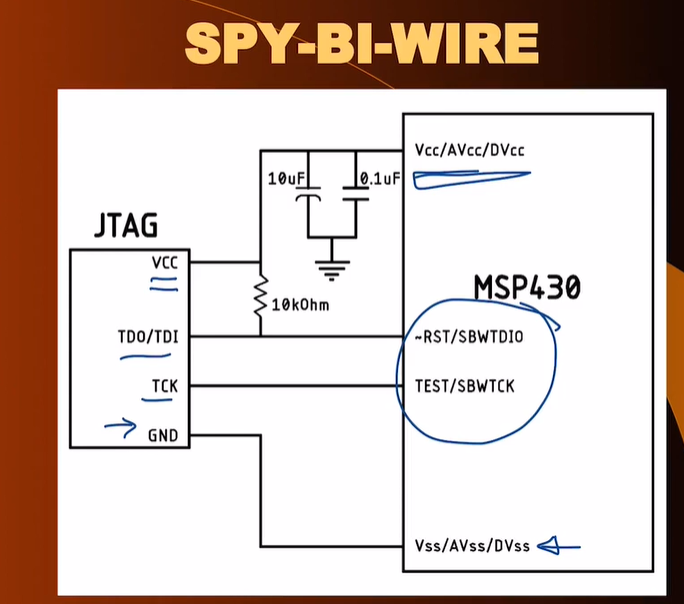 SPY-BI-WIRE
Vcc/AVcc/DVcc
10uF
0.1uF
JTAG
VCC
MSP430
10kOhm
TDO/TDI
~RST/SBWTDIO
TCK
TEST/SBWTCK
GND
Vss/AVss/DVss